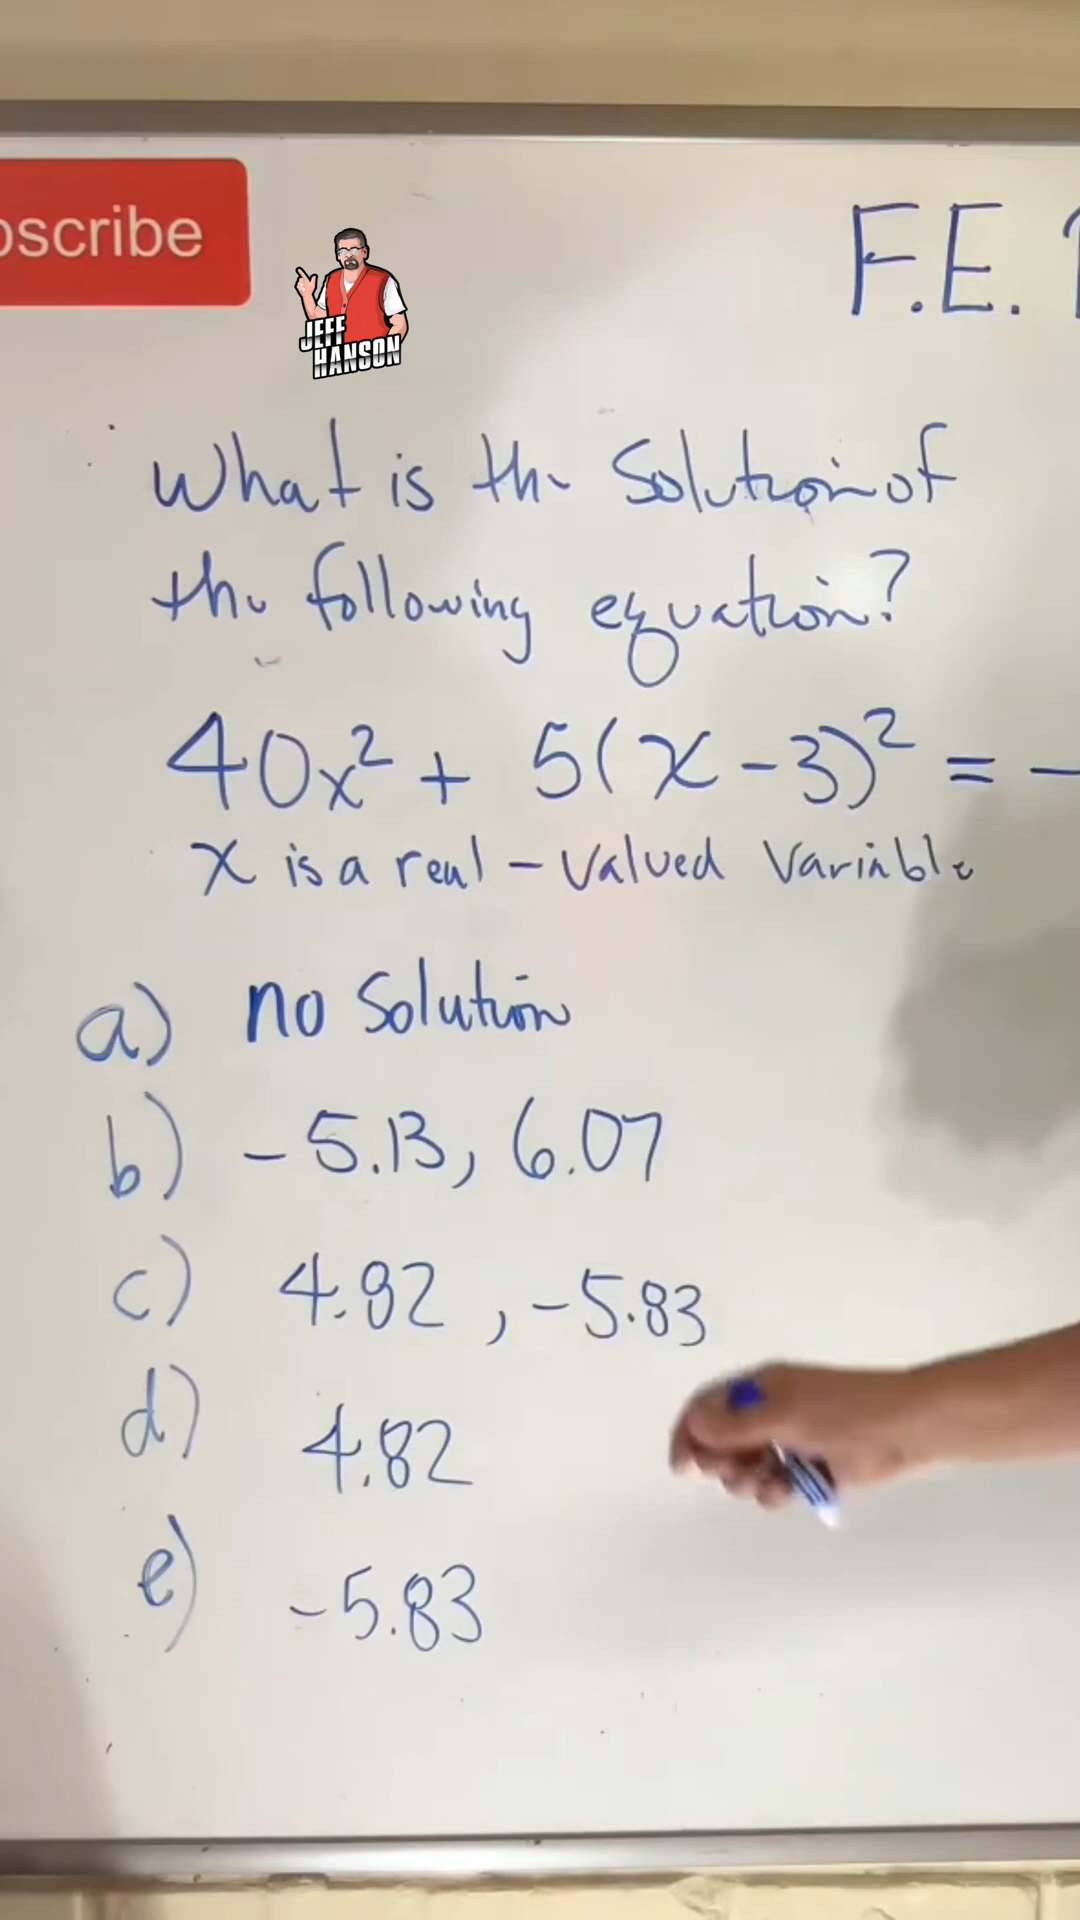 bscribe
F.E.
JEFF
HANSON
What is the Solution of
the following equation?
40x² + 5(x-3)² = -
x is a real-valued variable
a) no solution
b) -5.13, 6.07
c) 4.82, -5.83
d) 4.82
e) -5.83